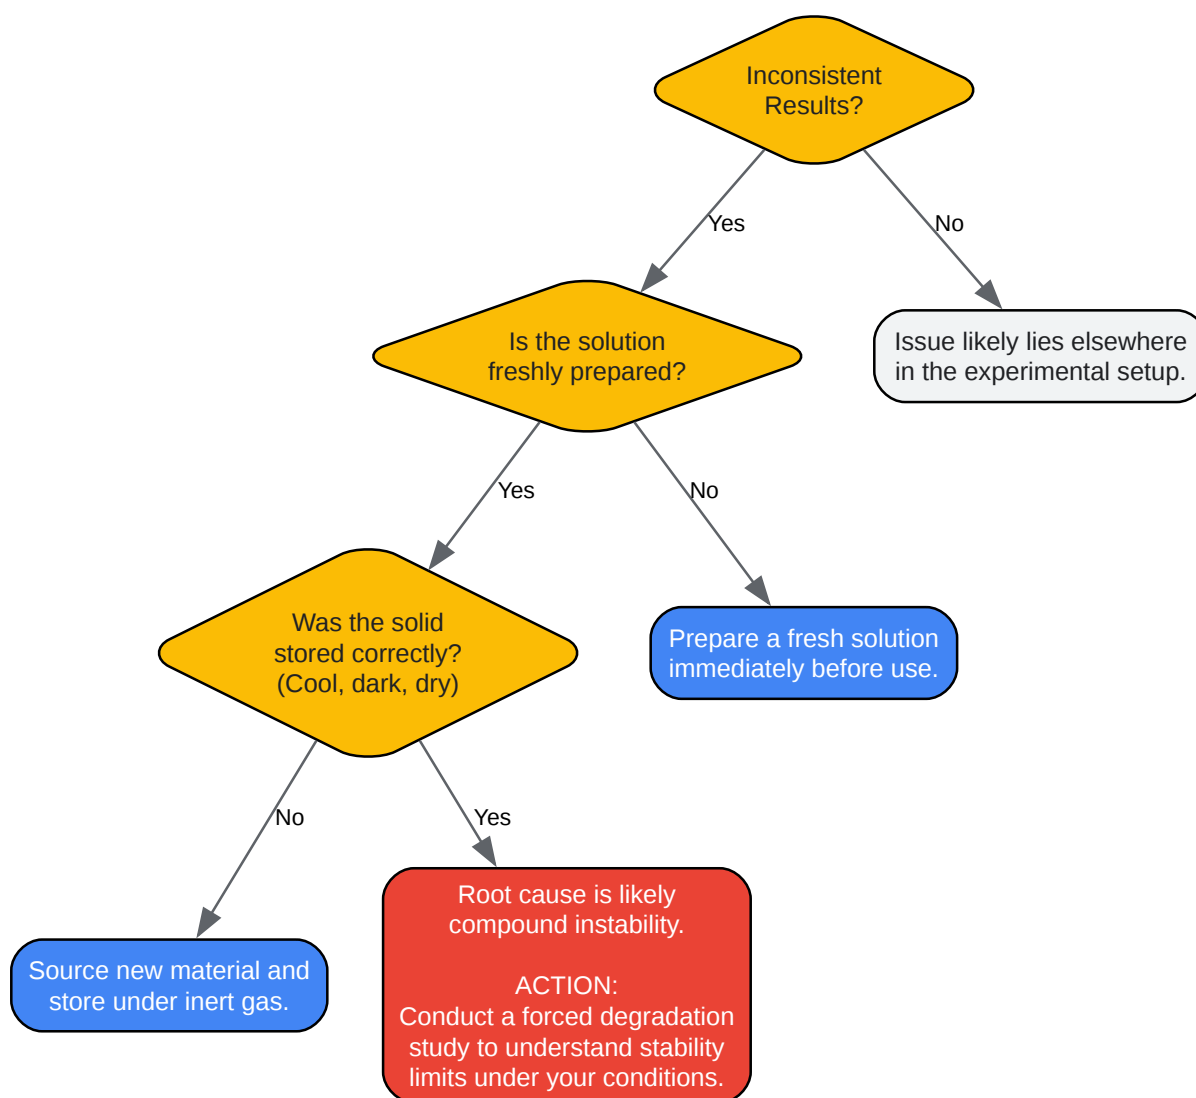 Inconsistent
Results?
Yes
No
Is the solution
freshly prepared?
Issue likely lies elsewhere
in the experimental setup.
Yes
No
Was the solid
stored correctly?
(Cool, dark, dry)
Prepare a fresh solution
immediately before use.
No
Yes
Source new material and
store under inert gas.
Root cause is likely
compound instability.
ACTION:
Conduct a forced degradation
study to understand stability
limits under your conditions.